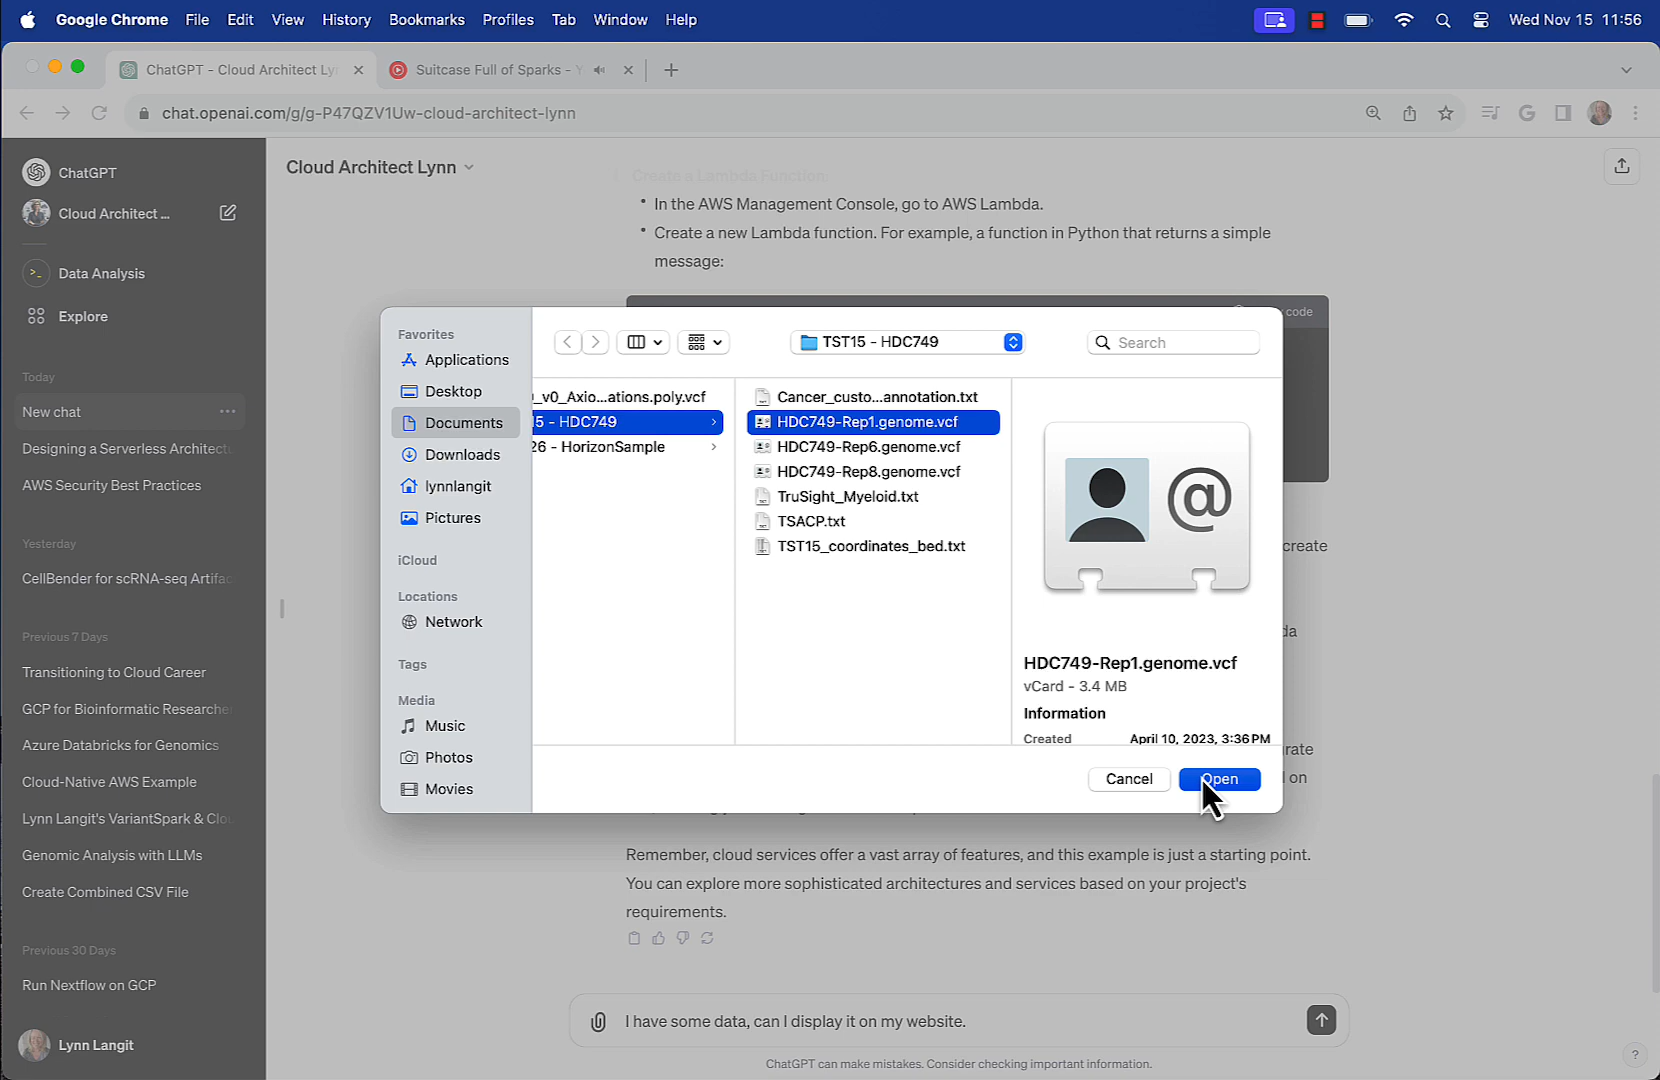 Google Chrome File Edit View History Bookmarks Profiles Tab Window Help
Wed Nov 15 11:56
ChatGPT - Cloud Architect Ly
Suitcase Full of Sparks - Y
chat.openai.com/g/g-P47QZV1Uw-cloud-architect-lynn
ChatGPT
Cloud Architect ...
Data Analysis
Explore
Today
New chat
Designing a Serverless Architect
AWS Security Best Practices
Yesterday
CellBender for scRNA-seq Artifac
Previous 7 Days
Transitioning to Cloud Career
GCP for Bioinformatic Researche
Azure Databricks for Genomics
Cloud-Native AWS Example
Lynn Langit's VariantSpark & Clou
Genomic Analysis with LLMs
Create Combined CSV File
Previous 30 Days
Run Nextflow on GCP
Lynn Langit
Cloud Architect Lynn
Create a Lambda Function:
• In the AWS Management Console, go to AWS Lambda.
• Create a new Lambda function. For example, a function in Python that returns a simple
message:
code
Favorites
Applications
Desktop
Documents
Downloads
lynnlangit
Pictures
iCloud
Locations
Network
Tags
Media
Music
Photos
Movies
TST15 - HDC749
Search
_v0_Axio...ations.poly.vcf
15 - HDC749
26 - HorizonSample
Cancer_custo...annotation.txt
HDC749-Rep1.genome.vcf
HDC749-Rep6.genome.vcf
HDC749-Rep8.genome.vcf
TruSight_Myeloid.txt
TSACP.txt
TST15_coordinates_bed.txt
@
HDC749-Rep1.genome.vcf
vCard - 3.4 MB
Information
Created April 10, 2023, 3:36 PM
Cancel
Open
create
da
rate
on
Remember, cloud services offer a vast array of features, and this example is just a starting point.
You can explore more sophisticated architectures and services based on your project's
requirements.
I have some data, can I display it on my website.
ChatGPT can make mistakes. Consider checking important information.
?